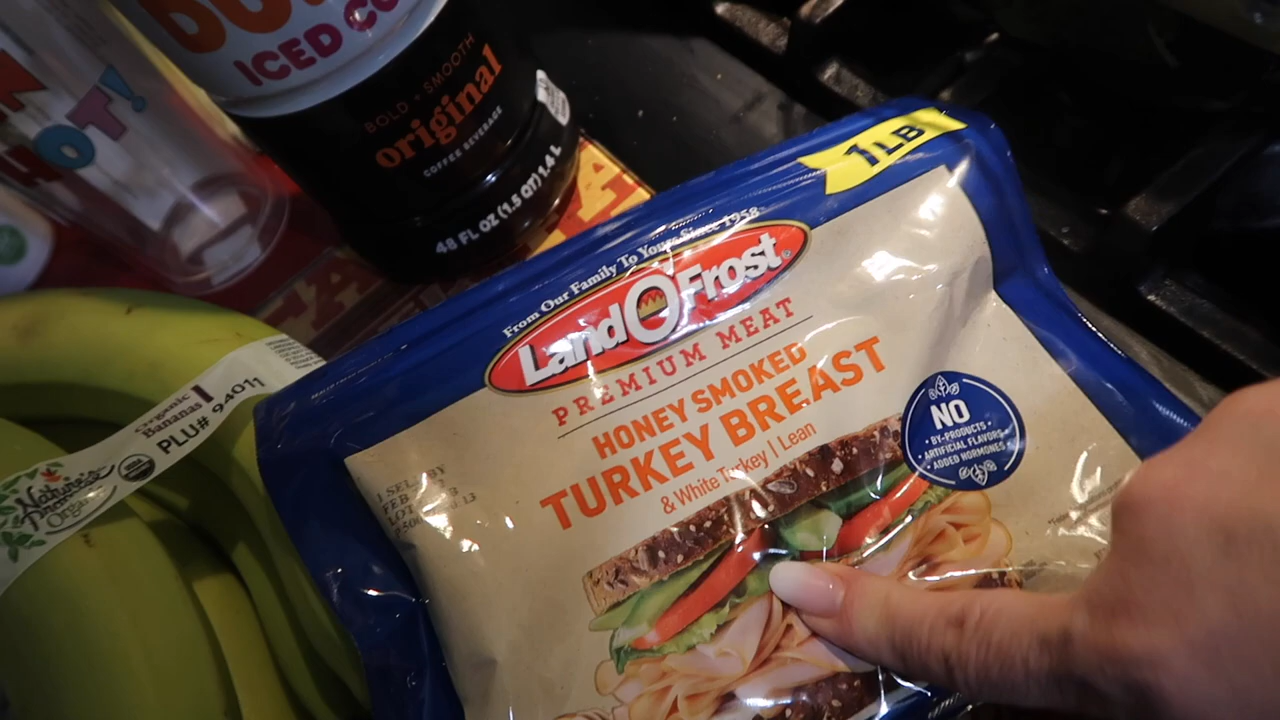 ICED
BOLD + SMOOTH
original
COFFEE BEVERAGE
48 FL OZ (1.5 QT) 1.4 L
HOT!
1LB
From Our Family To Yours Since 1958
Land O Frost
PREMIUM MEAT
HONEY SMOKED
TURKEY BREAST
& White Turkey | Lean
NO
• BY-PRODUCTS •
ARTIFICIAL FLAVORS
• ADDED HORMONES •
Organic
Bananas
PLU# 94011
Nature's
Promise
Organic